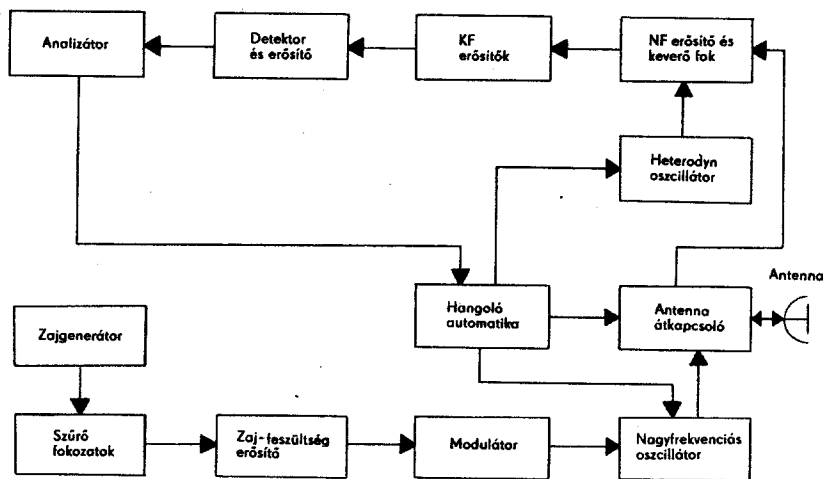 Analizátor
Detektor
és erősítő
KF
erősítők
NF erősítő és
keverő fok
Heterodyn
oszcillátor
Antenna
Hangoló
automatika
Antenna
átkapcsoló
Zajgenerátor
Szűrő
fokozatok
Zaj-feszültség
erősítő
Modulátor
Nagyfrekvenciás
oszcillátor